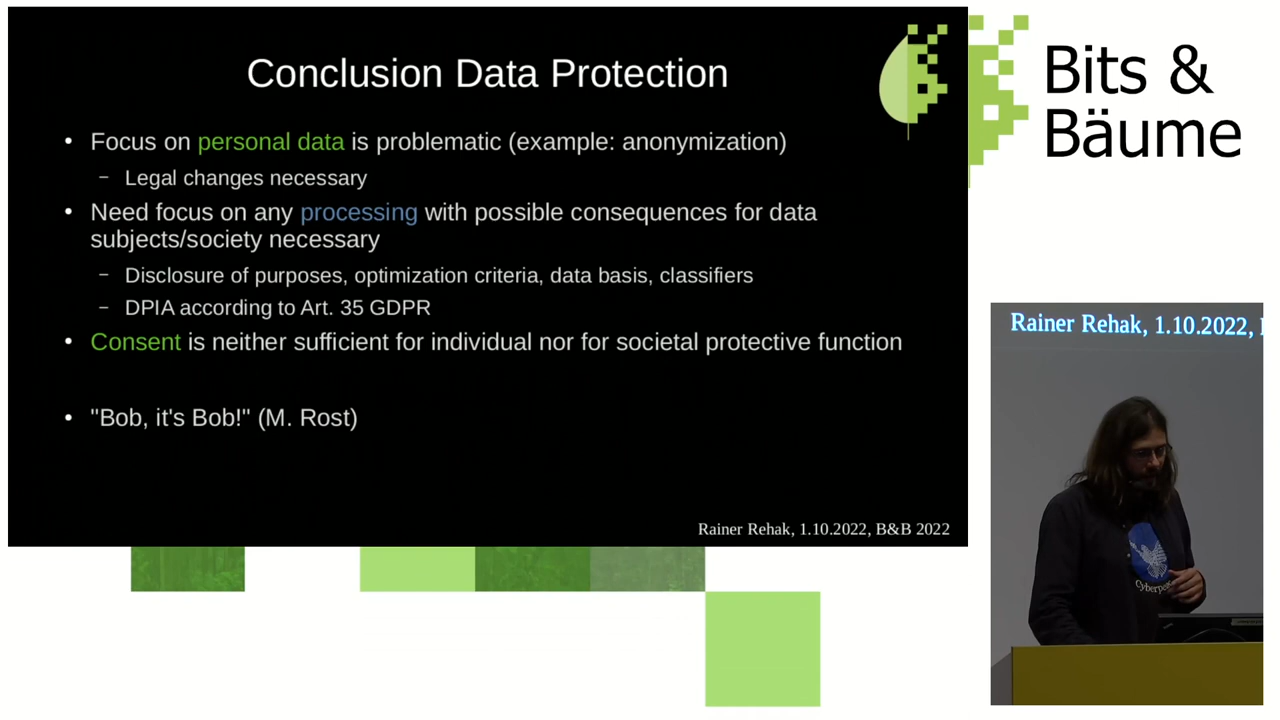 Conclusion Data Protection
• Focus on personal data is problematic (example: anonymization)
– Legal changes necessary
• Need focus on any processing with possible consequences for data
subjects/society necessary
– Disclosure of purposes, optimization criteria, data basis, classifiers
– DPIA according to Art. 35 GDPR
• Consent is neither sufficient for individual nor for societal protective function
• "Bob, it's Bob!" (M. Rost)
Rainer Rehak, 1.10.2022, B&B 2022
Bits &
Bäume
Rainer Rehak, 1.10.2022,